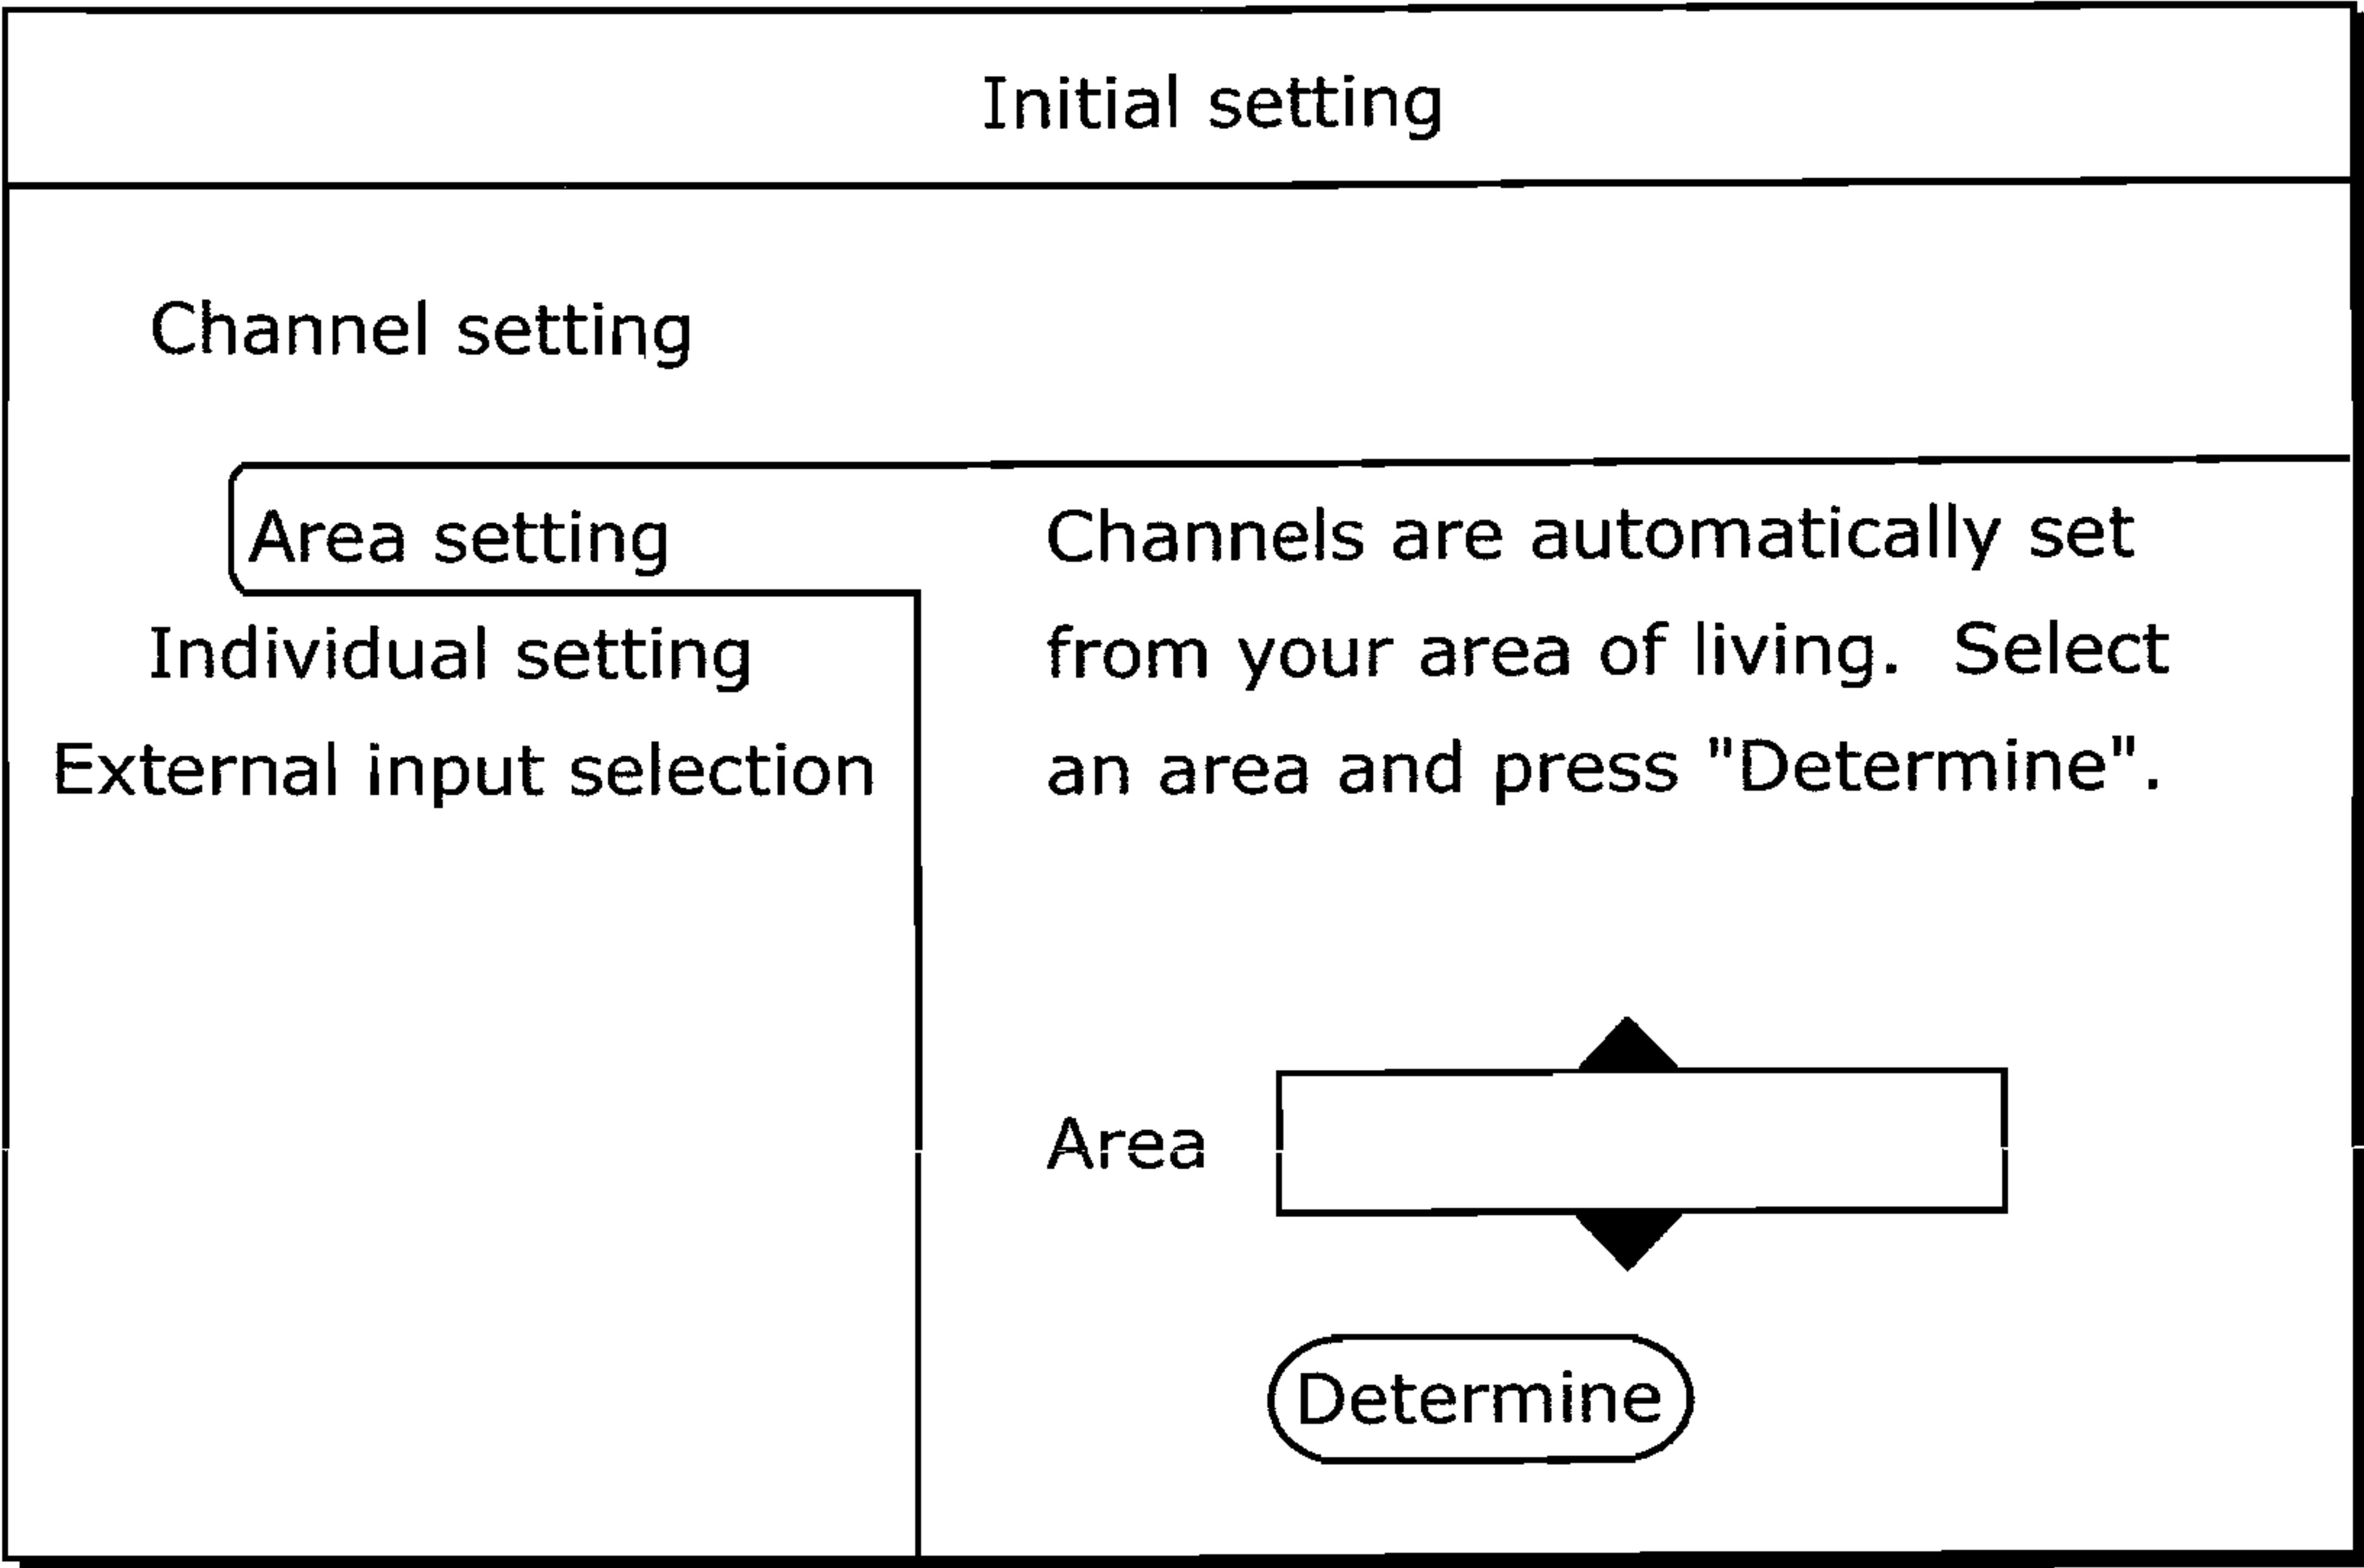 Initial setting
Channel setting
Area setting
Individual setting
External input selection
Channels are automatically set
from your area of living.  Select
an area and press "Determine".
Area
Determine